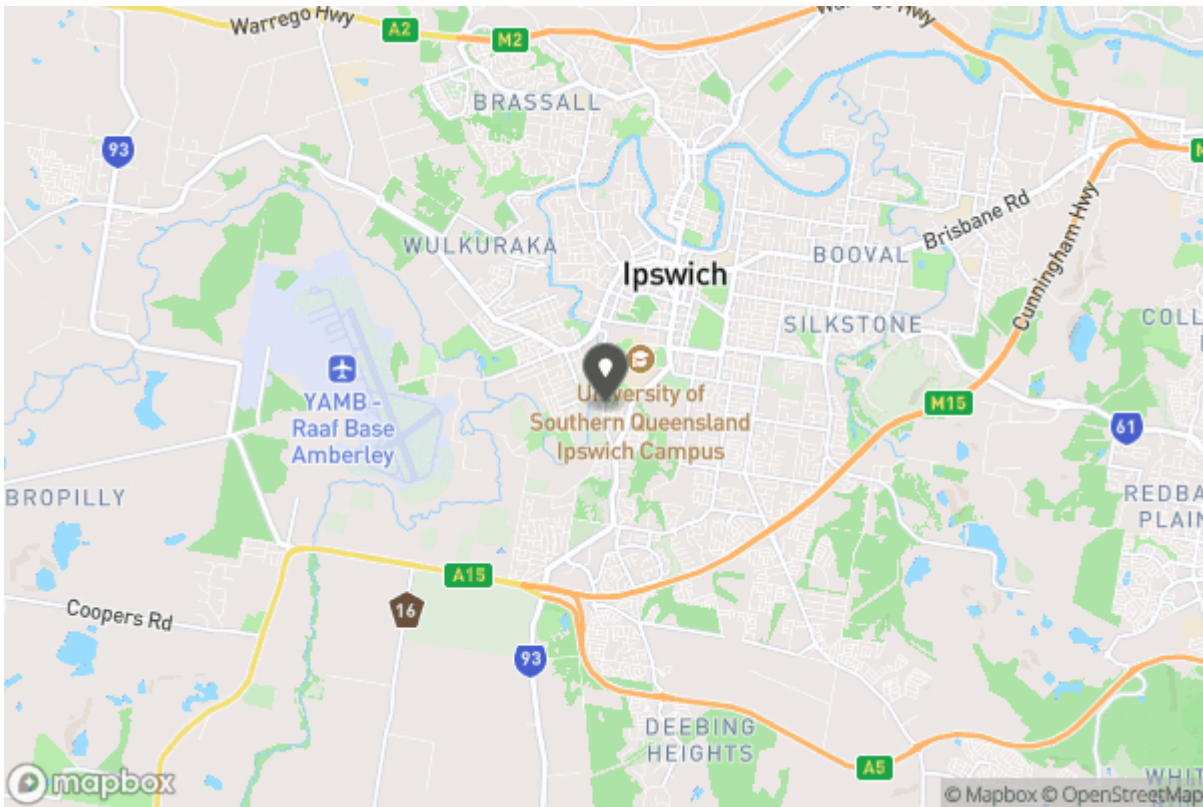 Warrego Hwy
A2
M2
Warrego Hwy
BRASSALL
93
M
Brisbane Rd
Cunningham Hwy
WULKURAKA
BOOVAL
Ipswich
SILKSTONE
COLL
YAMB -
Raaf Base
Amberley
University of
Southern Queensland
Ipswich Campus
M15
61
BROPILLY
REDBA
PLAIN
A15
16
Coopers Rd
93
DEEBING
HEIGHTS
A5
WHIT
mapbox
© Mapbox © OpenStreetMap